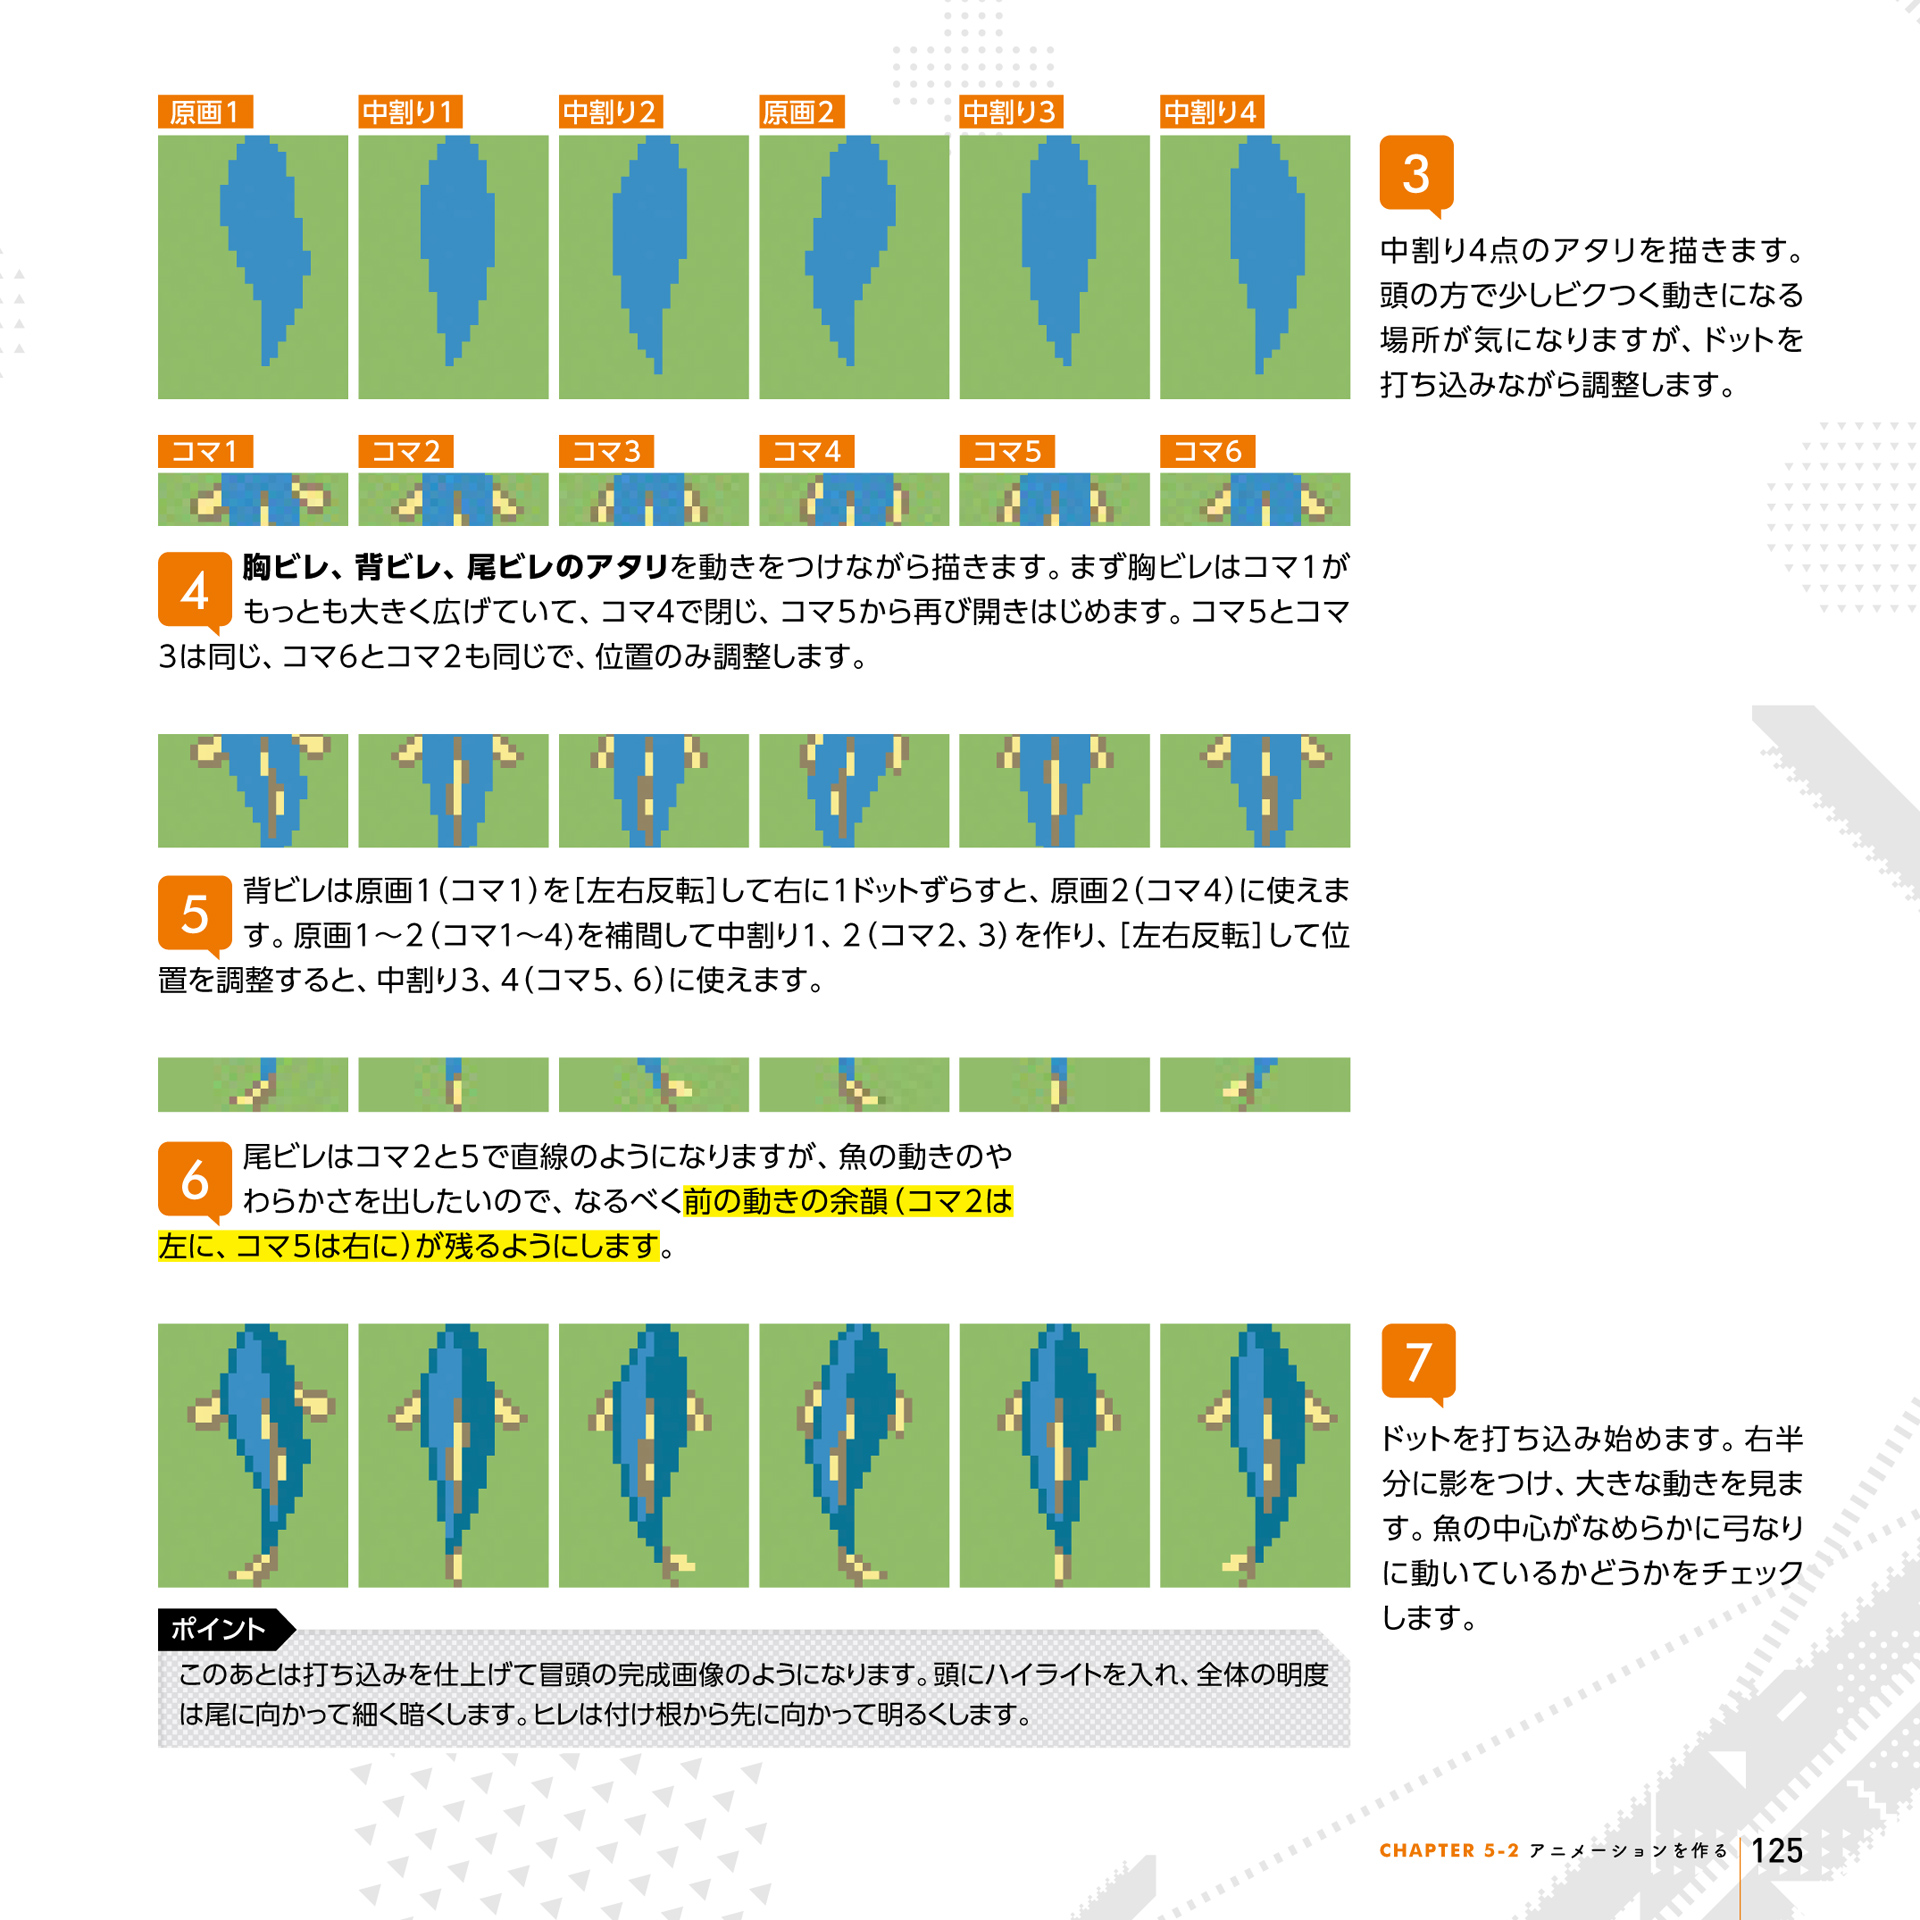 原画1
中割り1
中割り2
原画2
中割り3
中割り4
3
中割り4点のアタリを描きます。
頭の方で少しビクつく動きになる
場所が気になりますが、ドットを
打ち込みながら調整します。
コマ1
コマ2
コマ3
コマ4
コマ5
コマ6
4
胸ビレ、背ビレ、尾ビレのアタリを動きをつけながら描きます。まず胸ビレはコマ1が
もっとも大きく広げていて、コマ4で閉じ、コマ5から再び開きはじめます。コマ5とコマ
3は同じ、コマ6とコマ2も同じで、位置のみ調整します。
5
背ビレは原画1(コマ1)を[左右反転]して右に1ドットずらすと、原画2(コマ4)に使えま
す。原画1〜2(コマ1〜4)を補間して中割り1、2(コマ2、3)を作り、[左右反転]して位
置を調整すると、中割り3、4(コマ5、6)に使えます。
6
尾ビレはコマ2と5で直線のようになりますが、魚の動きのや
わらかさを出したいので、なるべく前の動きの余韻(コマ2は
左に、コマ5は右に)が残るようにします。
7
ドットを打ち込み始めます。右半
分に影をつけ、大きな動きを見ま
す。魚の中心がなめらかに弓なり
に動いているかどうかをチェック
します。
ポイント
このあとは打ち込みを仕上げて冒頭の完成画像のようになります。頭にハイライトを入れ、全体の明度
は尾に向かって細く暗くします。ヒレは付け根から先に向かって明るくします。
CHAPTER 5-2 アニメーションを作る 125